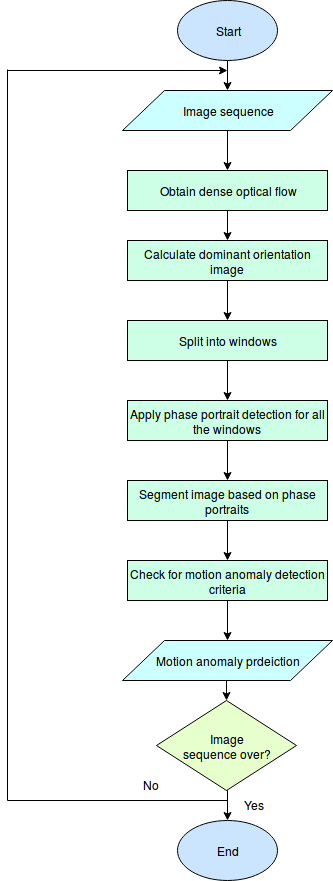 Start
Image sequence
Obtain dense optical flow
Calculate dominant orientation
image
Split into windows
Apply phase portrait detection for all
the windows
Segment image based on phase
portraits
Check for motion anomaly detection
criteria
Motion anomaly prdeiction
Image
sequence over?
No
Yes
End